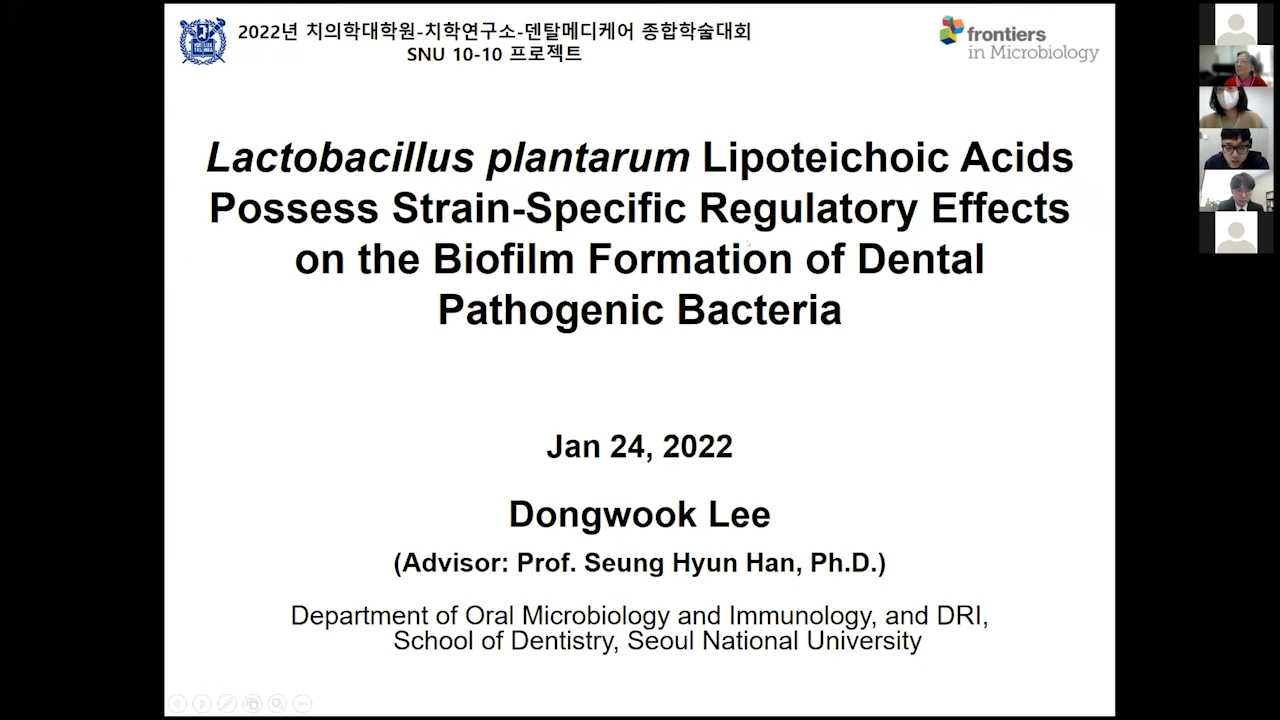 2022년 치의학대학원-치학연구소-덴탈메디케어 종합학술대회
SNU 10-10 프로젝트
frontiers
in Microbiology
Lactobacillus plantarum Lipoteichoic Acids
Possess Strain-Specific Regulatory Effects
on the Biofilm Formation of Dental
Pathogenic Bacteria
Jan 24, 2022
Dongwook Lee
(Advisor: Prof. Seung Hyun Han, Ph.D.)
Department of Oral Microbiology and Immunology, and DRI,
School of Dentistry, Seoul National University